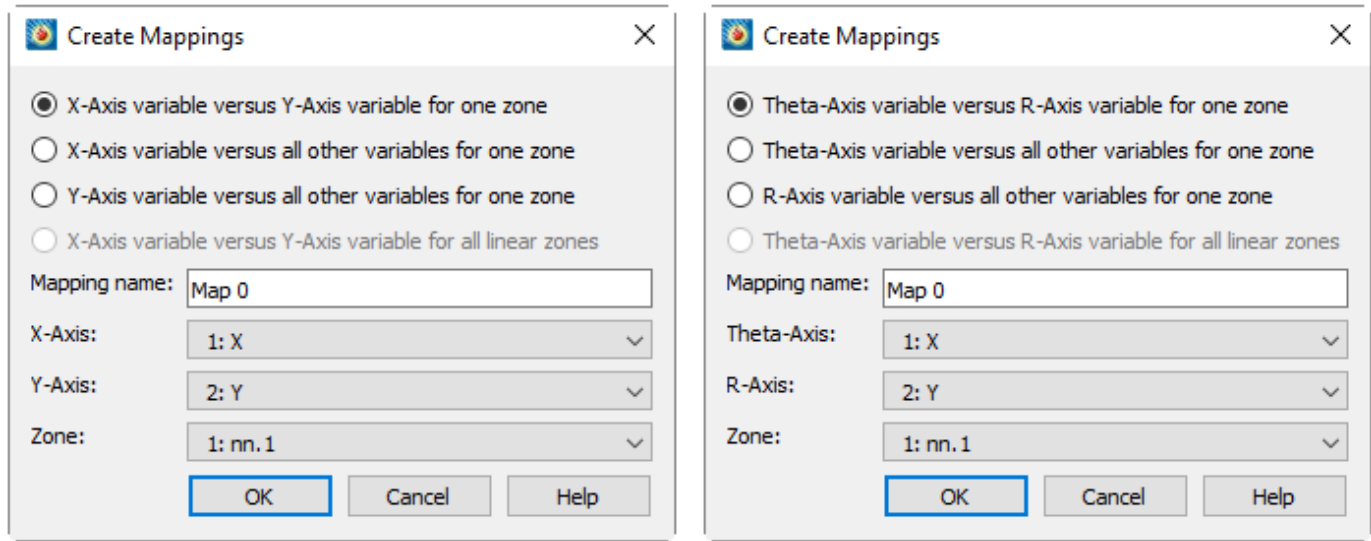 Create Mappings
X-Axis variable versus Y-Axis variable for one zone
X-Axis variable versus all other variables for one zone
Y-Axis variable versus all other variables for one zone
X-Axis variable versus Y-Axis variable for all linear zones
Mapping name: Map 0
X-Axis: 1: X
Y-Axis: 2: Y
Zone: 1: nn.1
OK Cancel Help
Create Mappings
Theta-Axis variable versus R-Axis variable for one zone
Theta-Axis variable versus all other variables for one zone
R-Axis variable versus all other variables for one zone
Theta-Axis variable versus R-Axis variable for all linear zones
Mapping name: Map 0
Theta-Axis: 1: X
R-Axis: 2: Y
Zone: 1: nn.1
OK Cancel Help